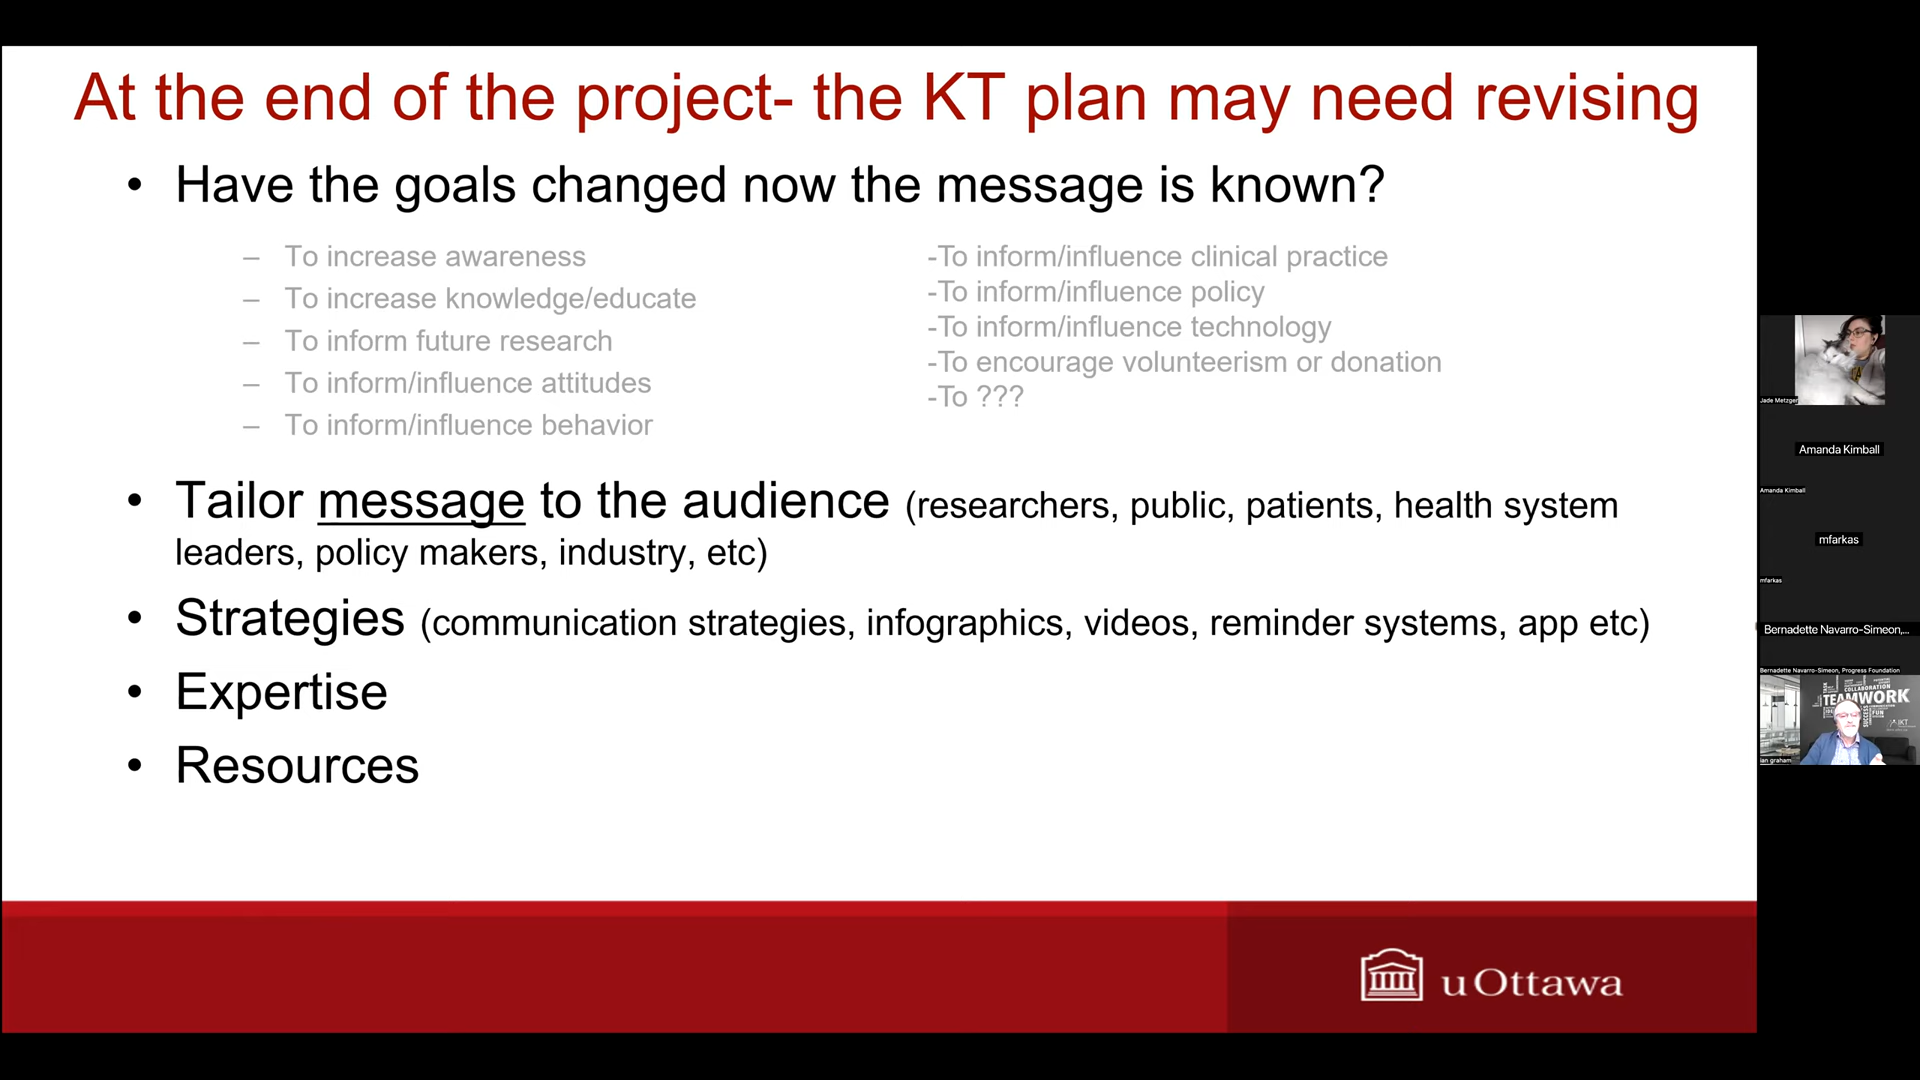 At the end of the project- the KT plan may need revising
• Have the goals changed now the message is known?
– To increase awareness
– To increase knowledge/educate
– To inform future research
– To inform/influence attitudes
– To inform/influence behavior
-To inform/influence clinical practice
-To inform/influence policy
-To inform/influence technology
-To encourage volunteerism or donation
-To ???
• Tailor message to the audience (researchers, public, patients, health system
leaders, policy makers, industry, etc)
• Strategies (communication strategies, infographics, videos, reminder systems, app etc)
• Expertise
• Resources
uOttawa
Jade Metzger
Amanda Kimball
Amanda Kimball
mfarkas
mfarkas
Bernadette Navarro-Simeon,...
Bernadette Navarro-Simeon, Progress Foundation
COLLABORATION
TEAMWORK
SUCCESS
FUN
IKT
ian graham